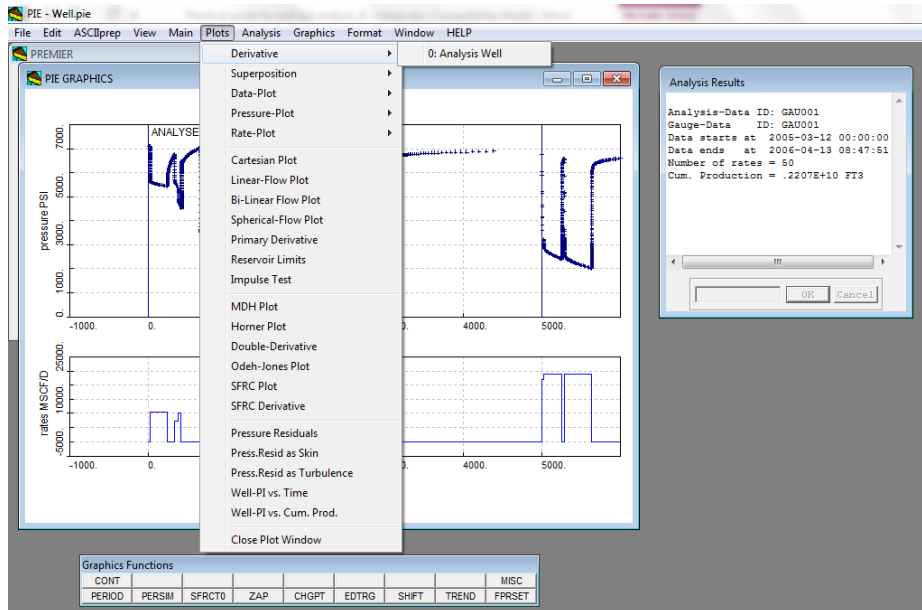 PIE - Well.pie
File Edit ASCIIprep View Main Plots Analysis Graphics Format Window HELP
PREMIER
PIE GRAPHICS
ANALYSE
pressure PSI
7000.
5000.
3000.
1000.
0.
-1000. 0. 0. 4000. 5000.
rates MSCF/D
25000.
10000.
-5000.
-1000. 0. 0. 4000. 5000.
Derivative
Superposition
Data-Plot
Pressure-Plot
Rate-Plot
Cartesian Plot
Linear-Flow Plot
Bi-Linear Flow Plot
Spherical-Flow Plot
Primary Derivative
Reservoir Limits
Impulse Test
MDH Plot
Horner Plot
Double-Derivative
Odeh-Jones Plot
SFRC Plot
SFRC Derivative
Pressure Residuals
Press.Resid as Skin
Press.Resid as Turbulence
Well-PI vs. Time
Well-PI vs. Cum. Prod.
Close Plot Window
0: Analysis Well
Analysis Results
Analysis-Data ID: GAU001
Gauge-Data ID: GAU001
Data starts at 2005-03-12 00:00:00
Data ends at 2006-04-13 08:47:51
Number of rates = 50
Cum. Production = .2207E+10 FT3
OK Cancel
Graphics Functions
CONT MISC
PERIOD PERSIM SFRCT0 ZAP CHGPT EDTRG SHIFT TREND FPRSET